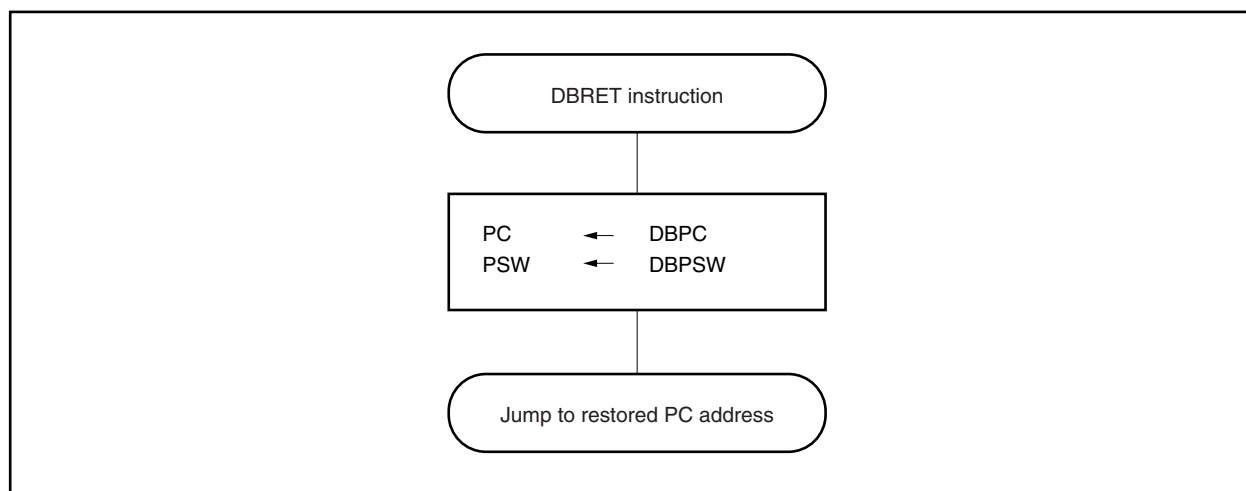 DBRET instruction
PC ← DBPC
PSW ← DBPSW
Jump to restored PC address